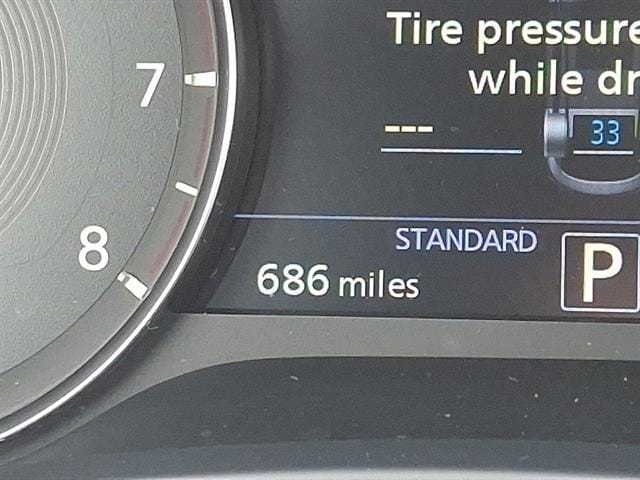 Tire pressure
while dr
7
---
33
8
STANDARD
686 miles
P